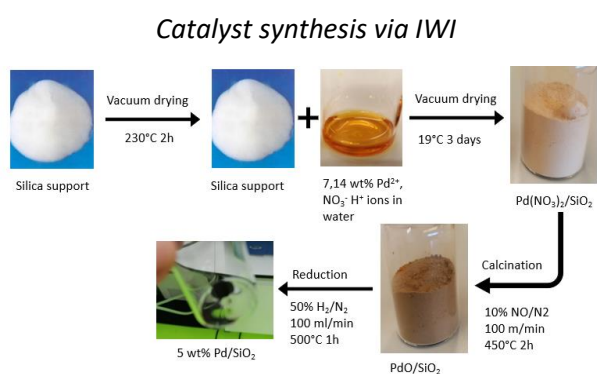 Catalyst synthesis via IWI
Vacuum drying
230°C 2h
Silica support
+
Silica support
7,14 wt% Pd²⁺,
NO₃⁻ H⁺ ions in
water
Vacuum drying
19°C 3 days
Pd(NO₃)₂/SiO₂
Calcination
10% NO/N2
100 m/min
450°C 2h
PdO/SiO₂
Reduction
50% H₂/N₂
100 ml/min
500°C 1h
5 wt% Pd/SiO₂